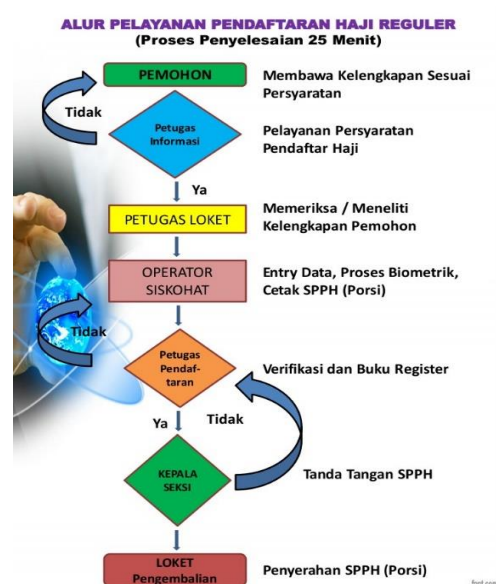 ALUR PELAYANAN PENDAFTARAN HAJI REGULER
(Proses Penyelesaian 25 Menit)
PEMOHON
Membawa Kelengkapan Sesuai
Persyaratan
Tidak
Petugas
Informasi
Pelayanan Persyaratan
Pendaftar Haji
Ya
PETUGAS LOKET
Memeriksa / Meneliti
Kelengkapan Pemohon
OPERATOR
SISKOHAT
Entry Data, Proses Biometrik,
Cetak SPPH (Porsi)
Tidak
Petugas
Pendaf-
taran
Verifikasi dan Buku Register
Ya
Tidak
KEPALA
SEKSI
Tanda Tangan SPPH
LOKET
Pengembalian
Penyerahan SPPH (Porsi)